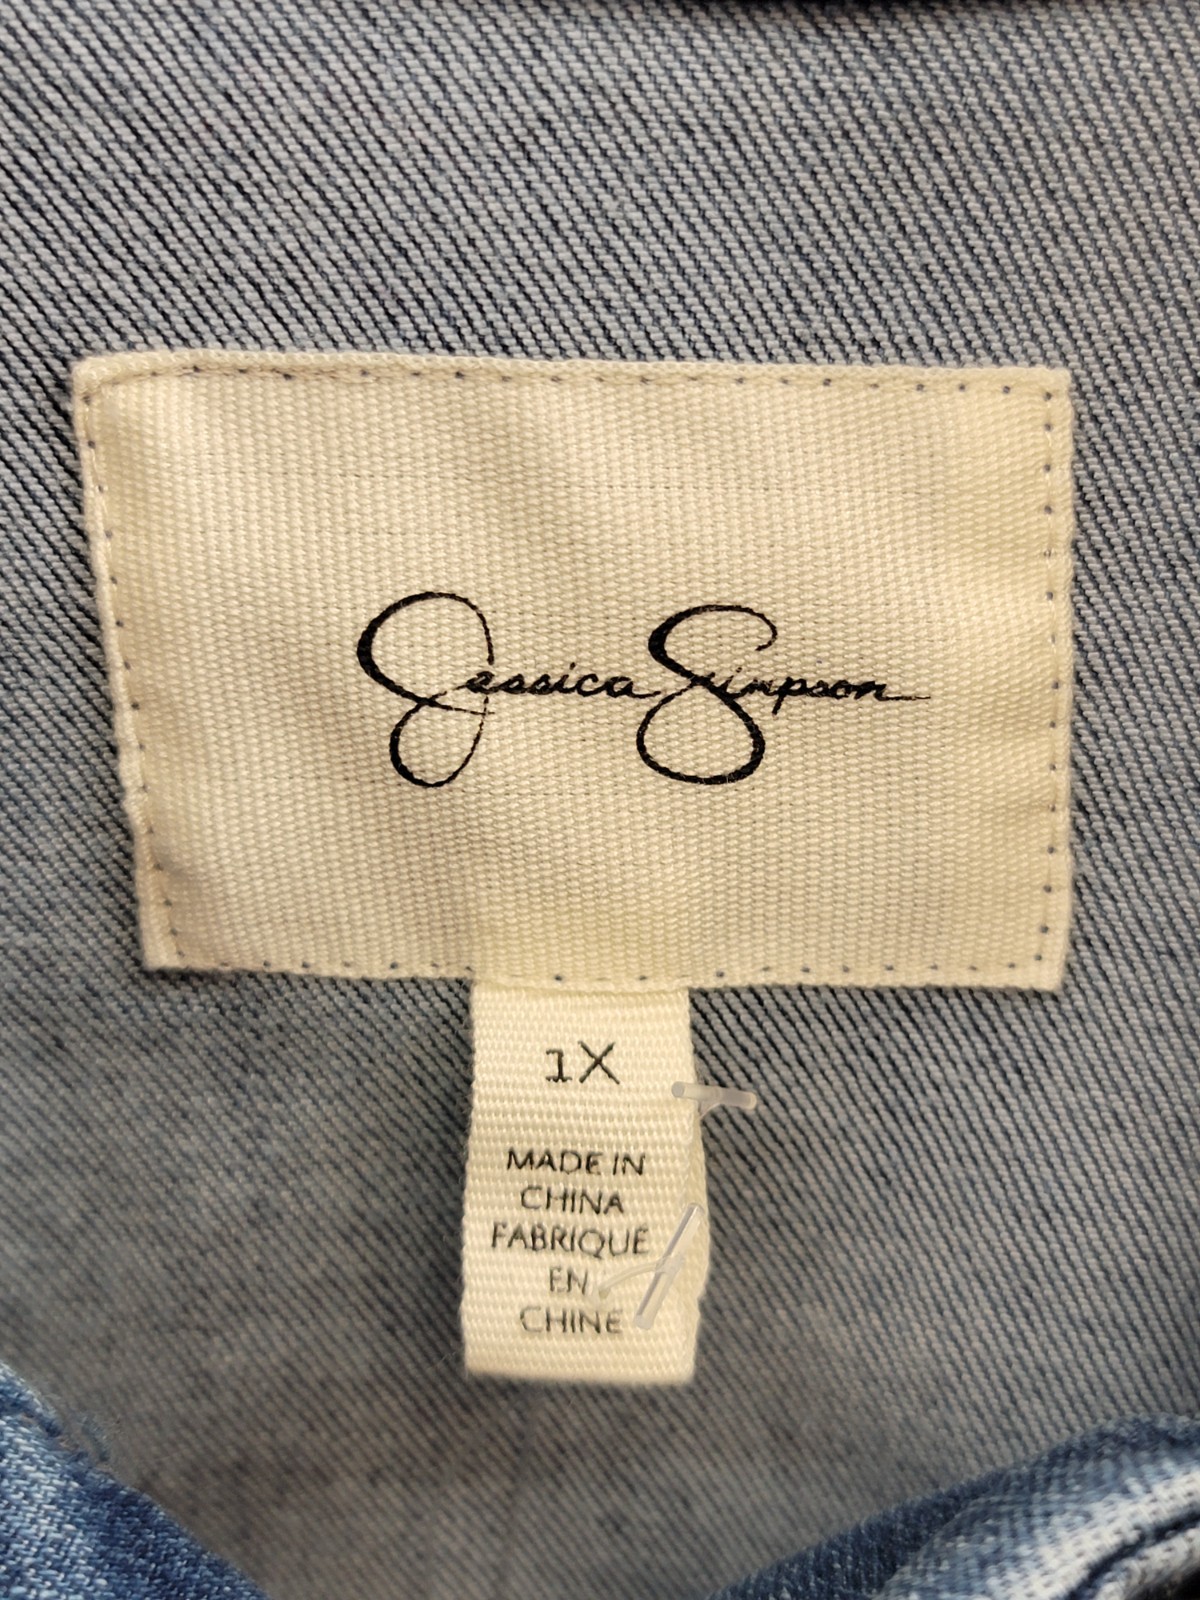 Jessica Simpson
1X
MADE IN
CHINA
FABRIQUE
EN
CHINE